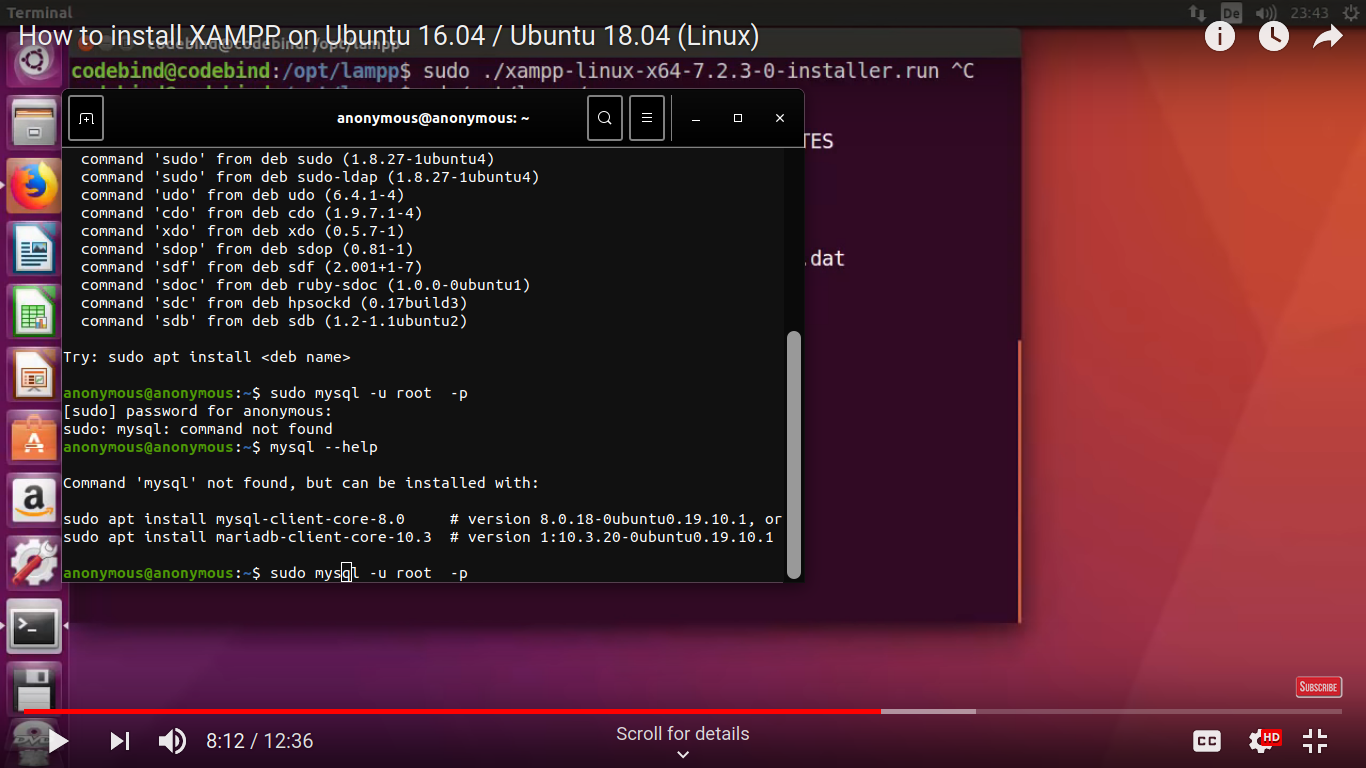 Terminal
De
23:43
How to install XAMPP on Ubuntu 16.04 / Ubuntu 18.04 (Linux)
codebind@codebind: /opt/lampp
codebind@codebind:/opt/lampp$ sudo ./xampp-linux-x64-7.2.3-0-installer.run ^C
anonymous@anonymous: ~
TES
.dat
command 'sudo' from deb sudo (1.8.27-1ubuntu4)
command 'sudo' from deb sudo-ldap (1.8.27-1ubuntu4)
command 'udo' from deb udo (6.4.1-4)
command 'cdo' from deb cdo (1.9.7.1-4)
command 'xdo' from deb xdo (0.5.7-1)
command 'sdop' from deb sdop (0.81-1)
command 'sdf' from deb sdf (2.001+1-7)
command 'sdoc' from deb ruby-sdoc (1.0.0-0ubuntu1)
command 'sdc' from deb hpsockd (0.17build3)
command 'sdb' from deb sdb (1.2-1.1ubuntu2)
Try: sudo apt install <deb name>
anonymous@anonymous:~$ sudo mysql -u root  -p
[sudo] password for anonymous:
sudo: mysql: command not found
anonymous@anonymous:~$ mysql --help
Command 'mysql' not found, but can be installed with:
sudo apt install mysql-client-core-8.0     # version 8.0.18-0ubuntu0.19.10.1, or
sudo apt install mariadb-client-core-10.3  # version 1:10.3.20-0ubuntu0.19.10.1
anonymous@anonymous:~$ sudo mysql -u root  -p
SUBSCRIBE
8:12 / 12:36
Scroll for details
CC
HD